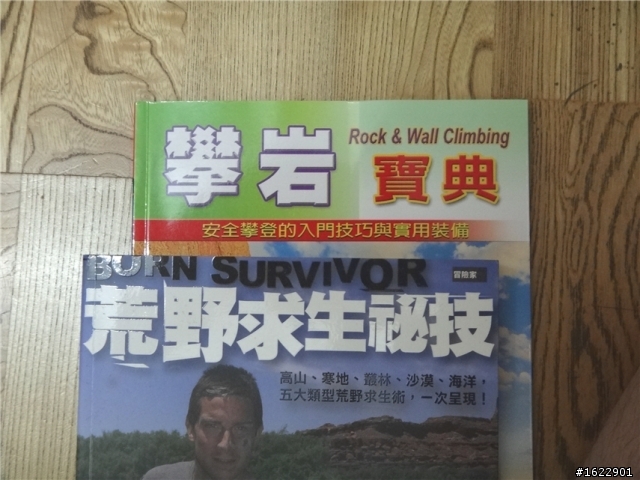 攀岩
Rock & Wall Climbing
寶典
安全攀登的入門技巧與實用裝備
BORN SURVIVOR
冒險家
荒野求生祕技
高山、寒地、叢林、沙漠、海洋，
五大類型荒野求生術，一次呈現！
#1622901